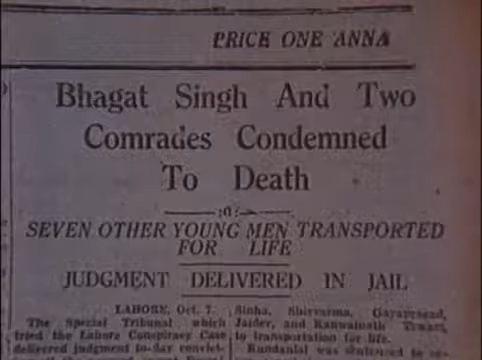 PRICE ONE ANNA
Bhagat Singh And Two
Comrades Condemned
To Death
SEVEN OTHER YOUNG MEN TRANSPORTED
FOR LIFE
JUDGMENT DELIVERED IN JAIL
LAHORE, Oct. 7.
The Special Tribunal which
tried the Lahore Conspiracy Case
delivered judgment to-day convict-
Sinha, Shivvarma, Gayaprasad,
Jaidev, and Kanwalnath Tewari,
to transportation for life.
Kundanlal was sentenced to